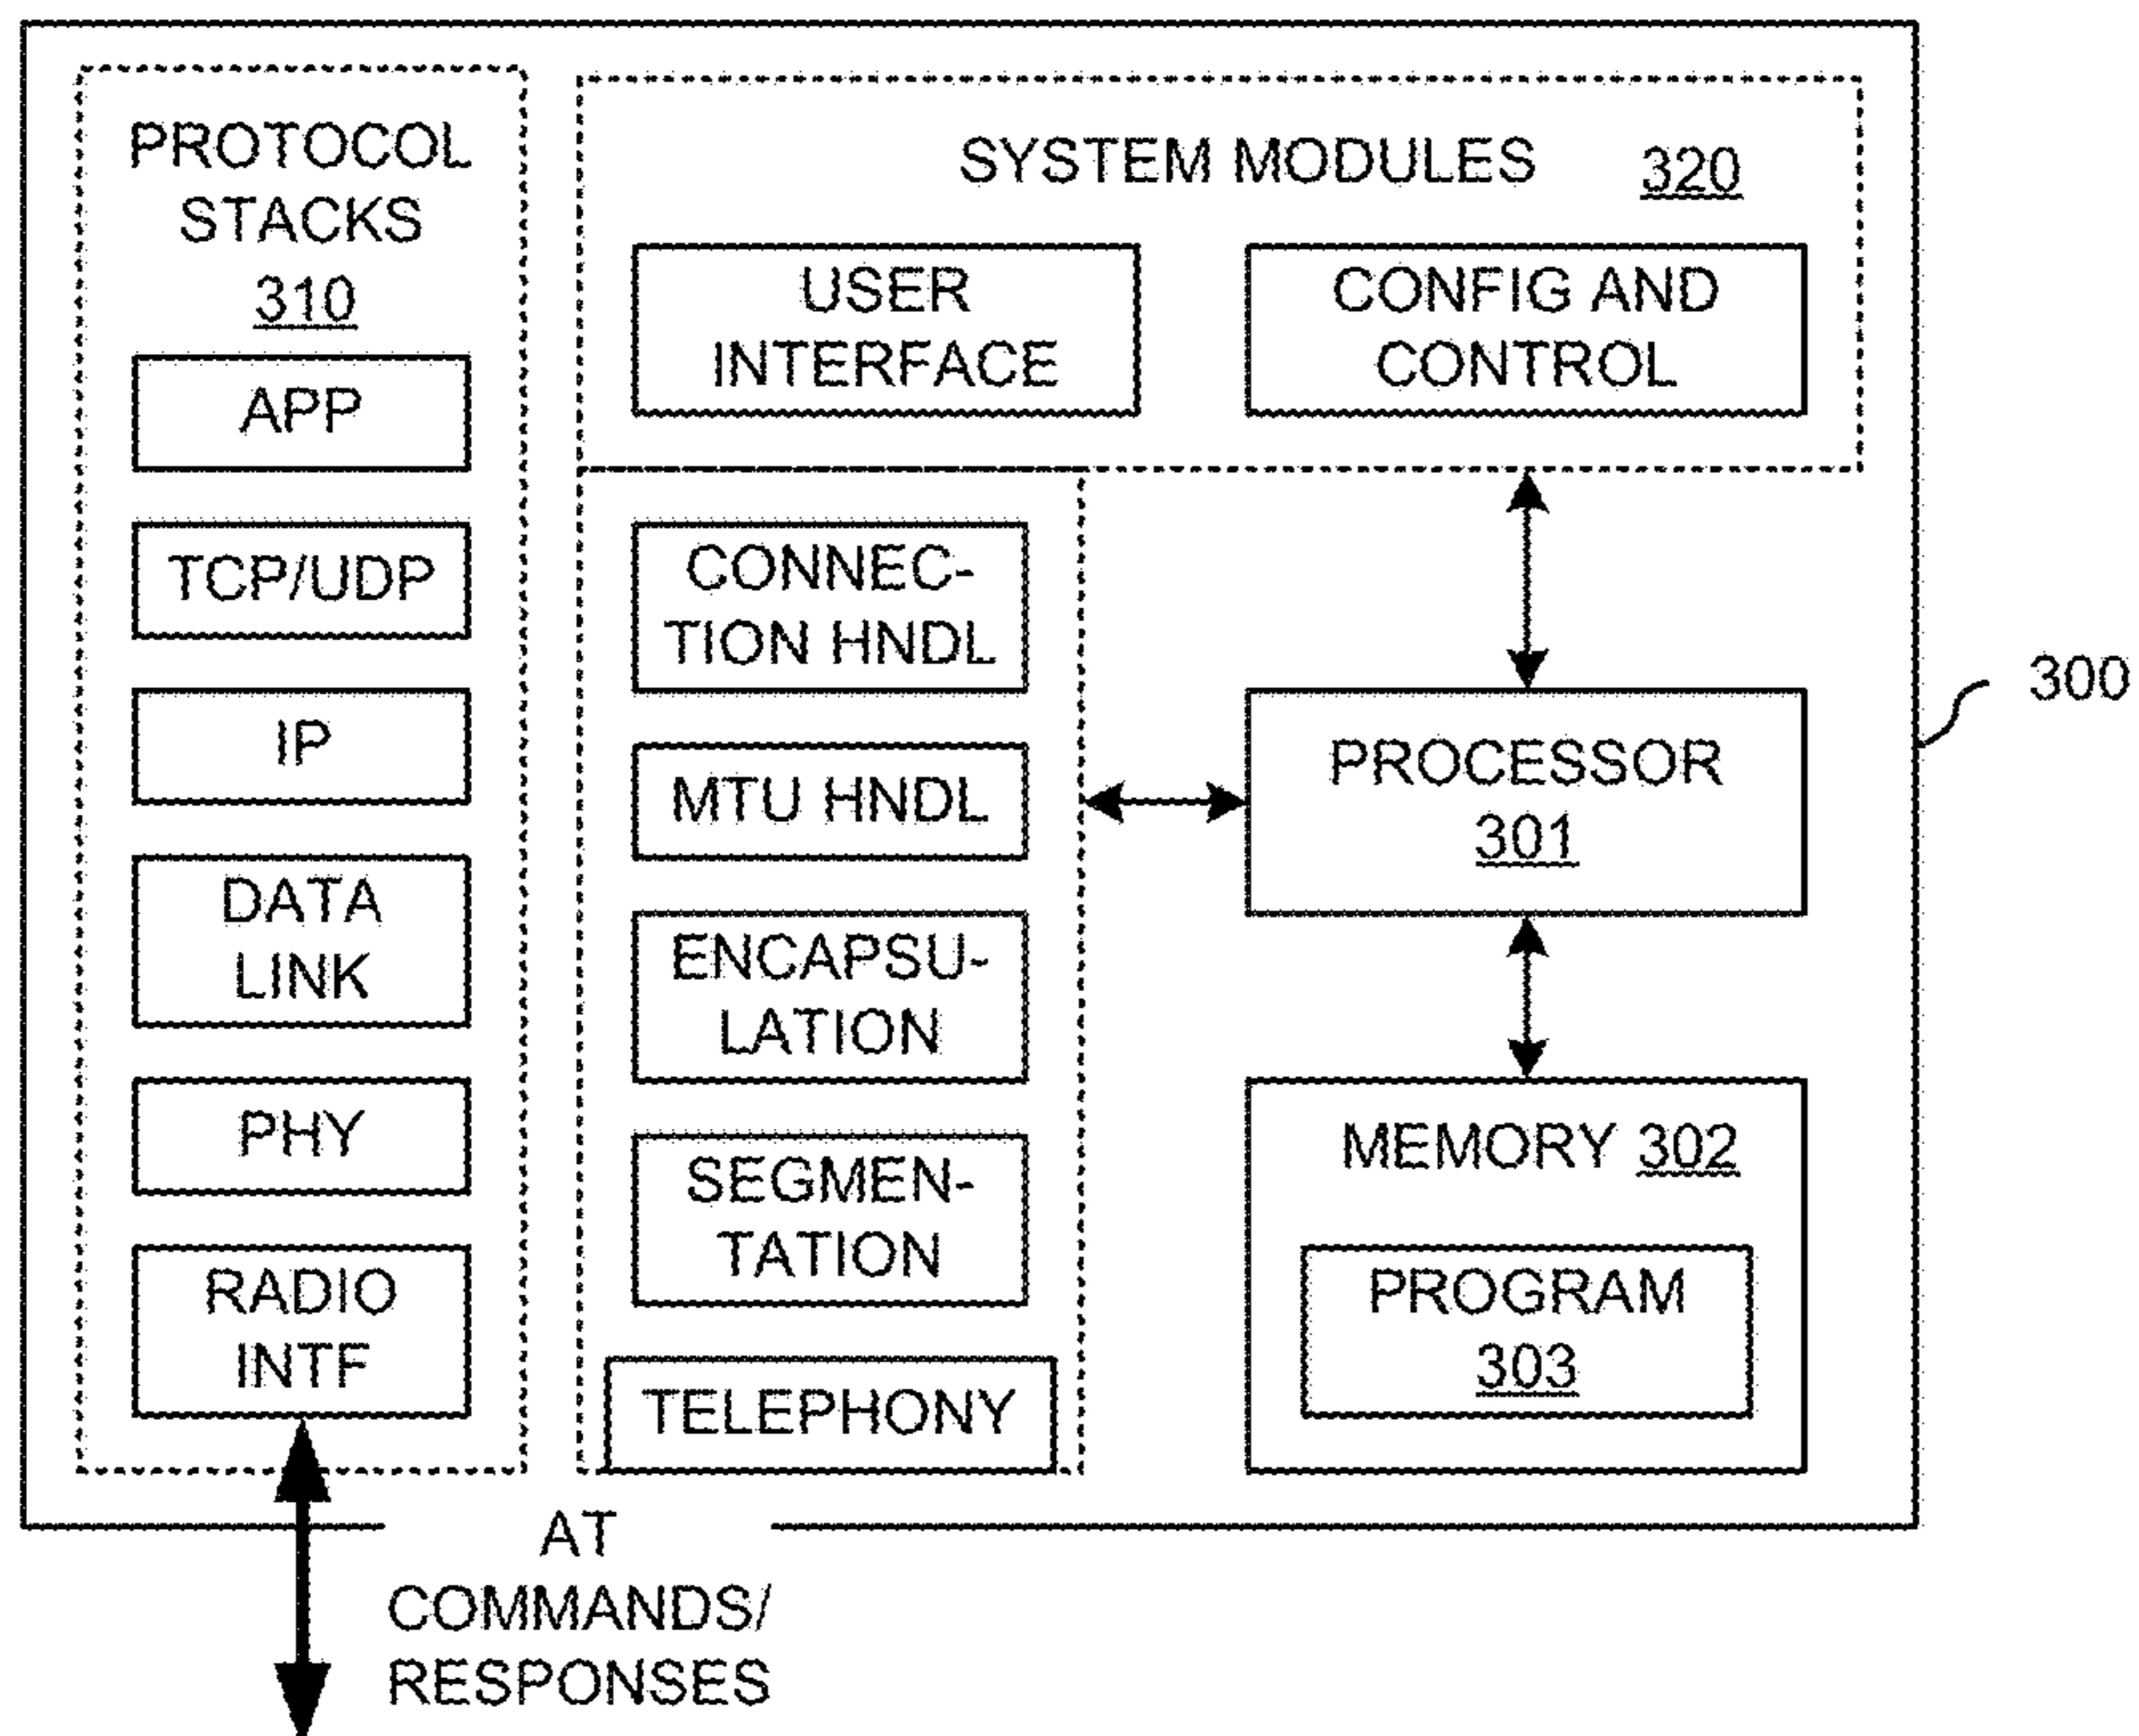 PROTOCOL
STACKS
310
APP
TCP/UDP
IP
DATA
LINK
PHY
RADIO
INTF
SYSTEM MODULES 320
USER
INTERFACE
CONFIG AND
CONTROL
CONNEC-
TION HNDL
MTU HNDL
ENCAPSU-
LATION
SEGMEN-
TATION
TELEPHONY
PROCESSOR
301
MEMORY 302
PROGRAM
303
300
AT
COMMANDS/
RESPONSES